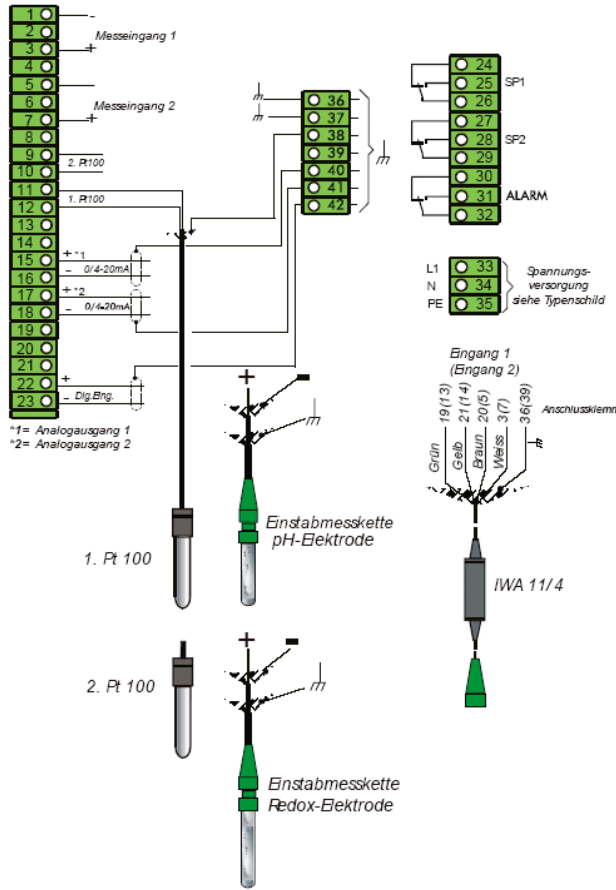 1 -
2
Messeingang 1
3 +
4
5 -
6
Messeingang 2
7 +
8
9
2. Pt100
10
11
1. Pt100
12
13
14
15 + *1
0/4-20mA
16 -
17 + *2
0/4-20mA
18 -
19
20
21
22 +
23 - Dig.Eing.
*1= Analogausgang 1
*2= Analogausgang 2
36
37
38
39
40
41
42
24
25 SP1
26
27
28 SP2
29
30
31 ALARM
32
L1 33
N 34
PE 35
Spannungs-
versorgung
siehe Typenschild
Eingang 1
(Eingang 2)
Grün 19(13)
Gelb 21(14)
Braun 20(5)
Weiss 3(7)
36(39)
Anschlussklemm
IWA 11/4
1. Pt 100
+ -
Einstabmesskette
pH-Elektrode
2. Pt 100
+ -
Einstabmesskette
Redox-Elektrode